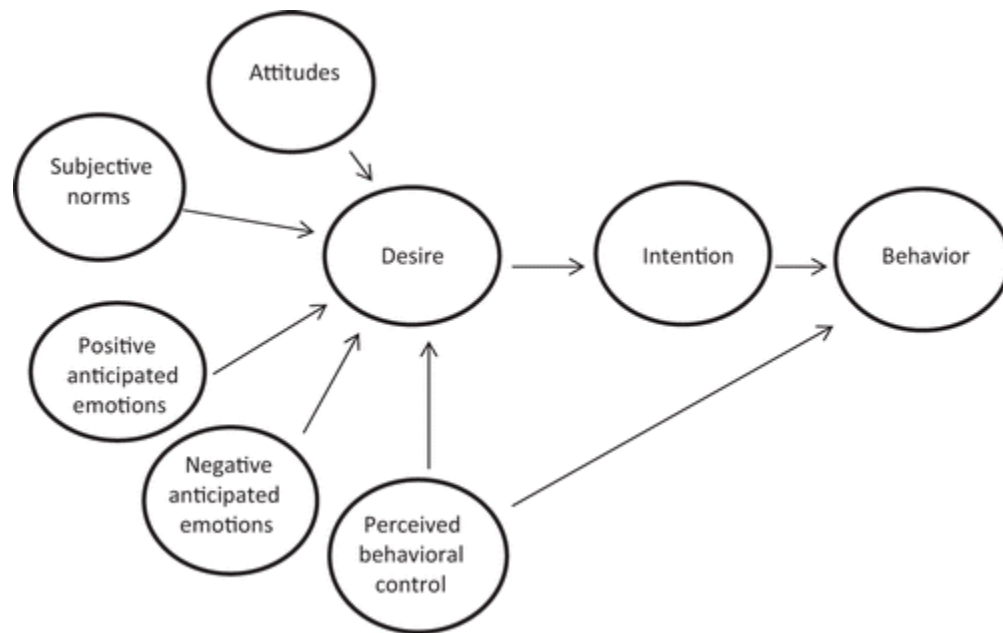 Attitudes
Subjective
norms
Desire
Intention
Behavior
Positive
anticipated
emotions
Negative
anticipated
emotions
Perceived
behavioral
control